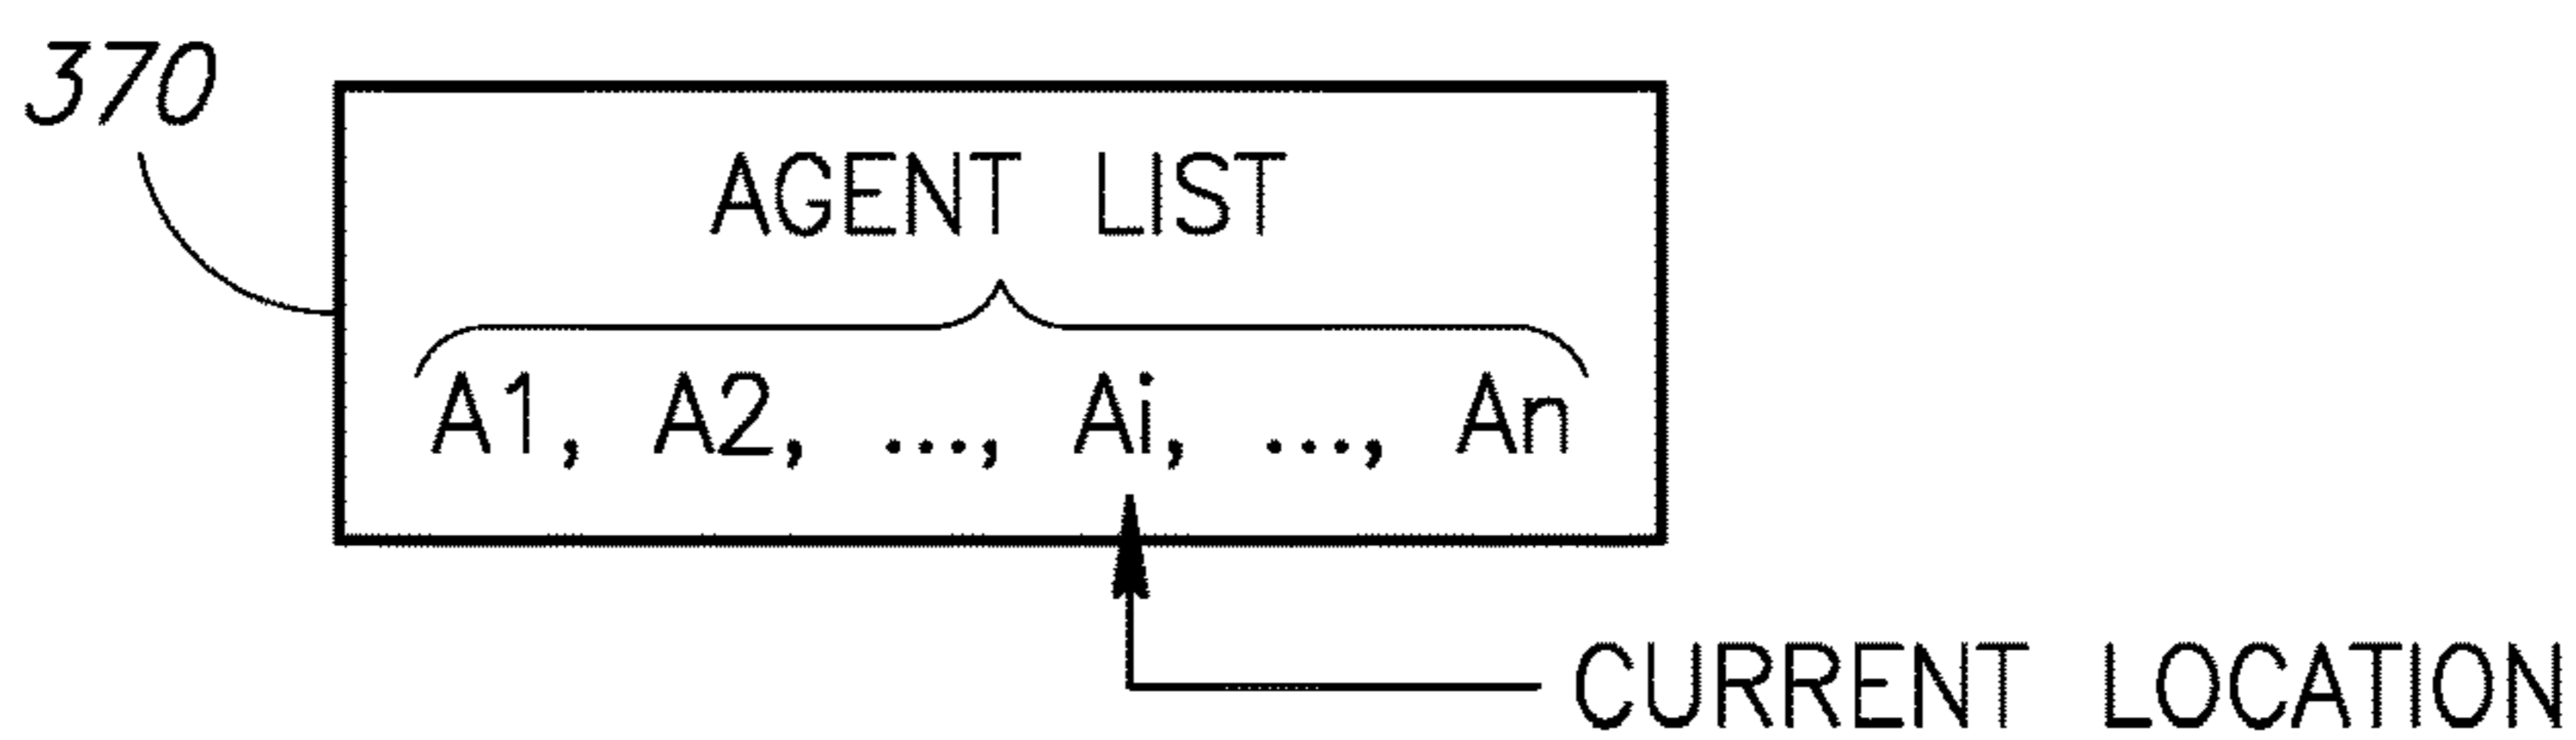 370
AGENT LIST
A1, A2, ..., Ai, ..., An
CURRENT LOCATION